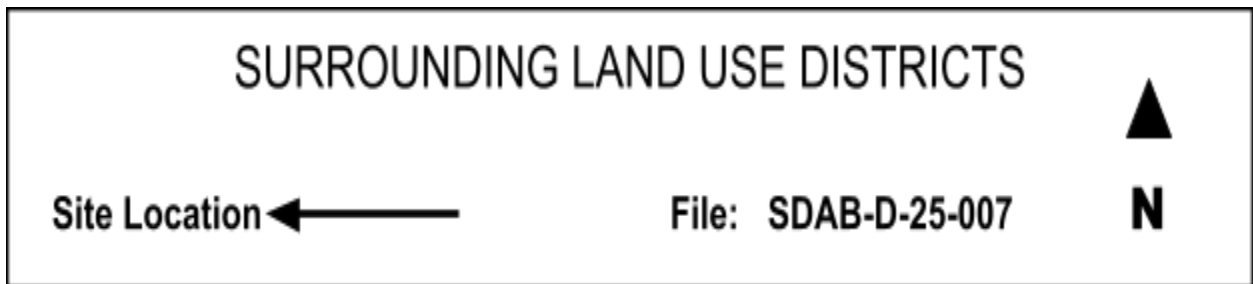 SURROUNDING LAND USE DISTRICTS
Site Location
File: SDAB-D-25-007
N